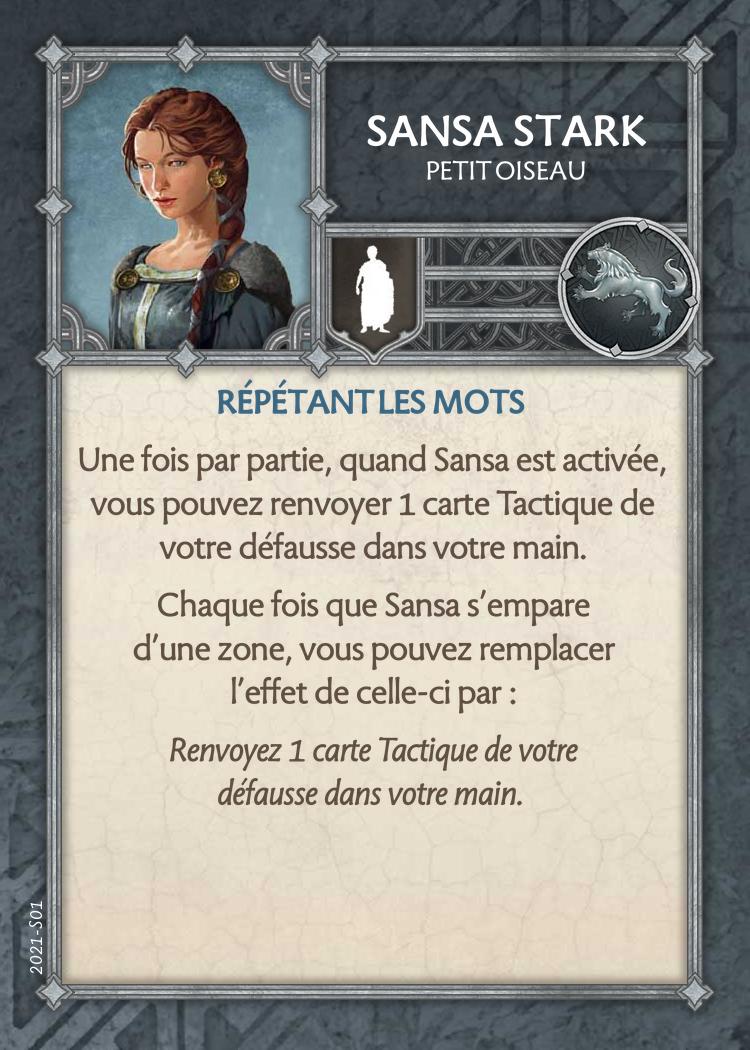 SANSA STARK
PETIT OISEAU
RÉPÉTANT LES MOTS
Une fois par partie, quand Sansa est activée,
vous pouvez renvoyer 1 carte Tactique de
votre défausse dans votre main.
Chaque fois que Sansa s’empare
d’une zone, vous pouvez remplacer
l’effet de celle-ci par :
Renvoyez 1 carte Tactique de votre
défausse dans votre main.
2021-S01